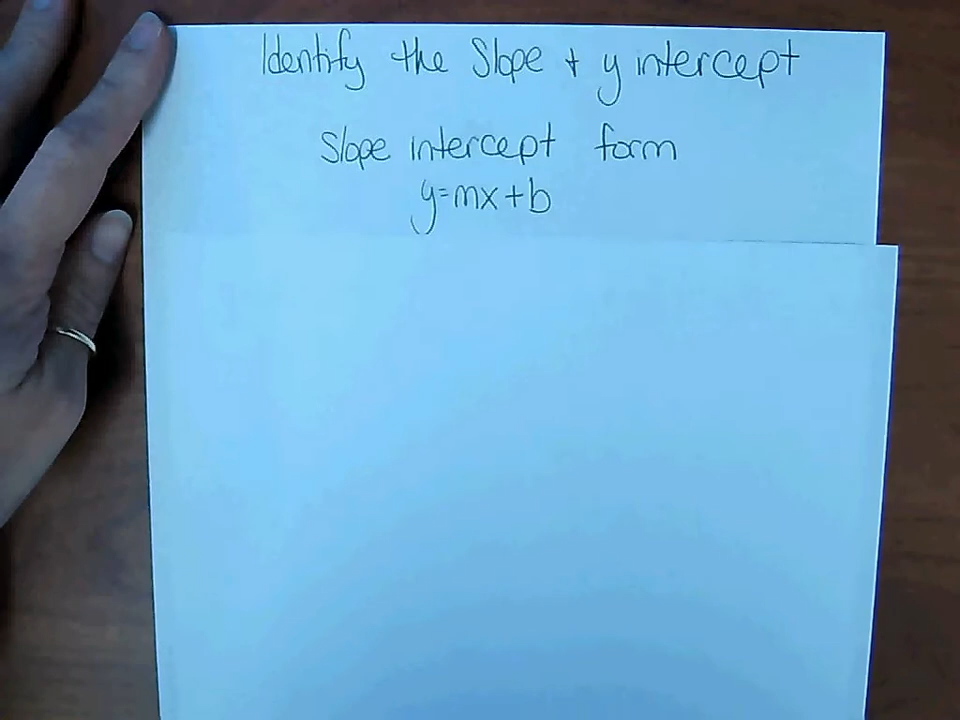 Identify the Slope + y intercept
Slope intercept form
y=mx+b